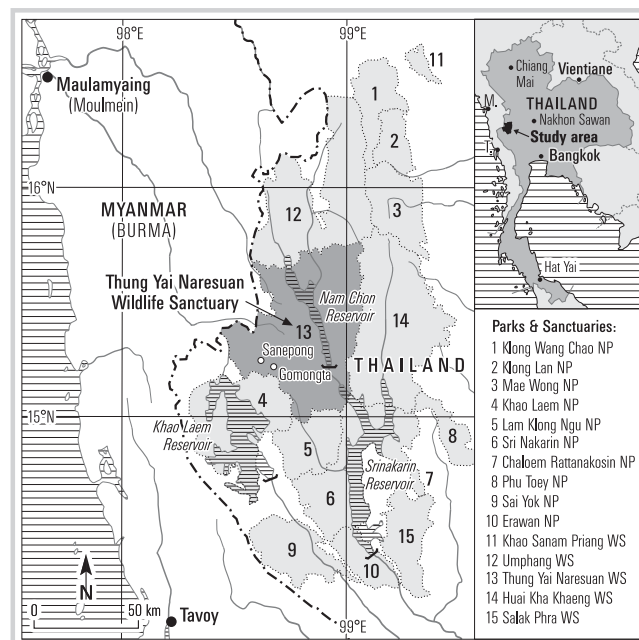 98°E
99°E
Maulamyaing
(Moulmein)
11
1
2
16°N
MYANMAR
(BURMA)
12
3
Thung Yai Naresuan
Wildlife Sanctuary
Nam Chon
Reservoir
13
14
Sanepong
THAILAND
Gomongta
15°N
4
Khao Laem
Reservoir
5
8
Srinakarin
Reservoir
7
6
15
9
10
N
0
50 km
Tavoy
99°E
Chiang
Mai
Vientiane
THAILAND
M.
Nakhon Sawan
Study area
T.
Bangkok
Hat Yai
Parks & Sanctuaries:
1 Klong Wang Chao NP
2 Klong Lan NP
3 Mae Wong NP
4 Khao Laem NP
5 Lam Klong Ngu NP
6 Sri Nakarin NP
7 Chaloem Rattanakosin NP
8 Phu Toey NP
9 Sai Yok NP
10 Erawan NP
11 Khao Sanam Priang WS
12 Umphang WS
13 Thung Yai Naresuan WS
14 Huai Kha Khaeng WS
15 Salak Phra WS